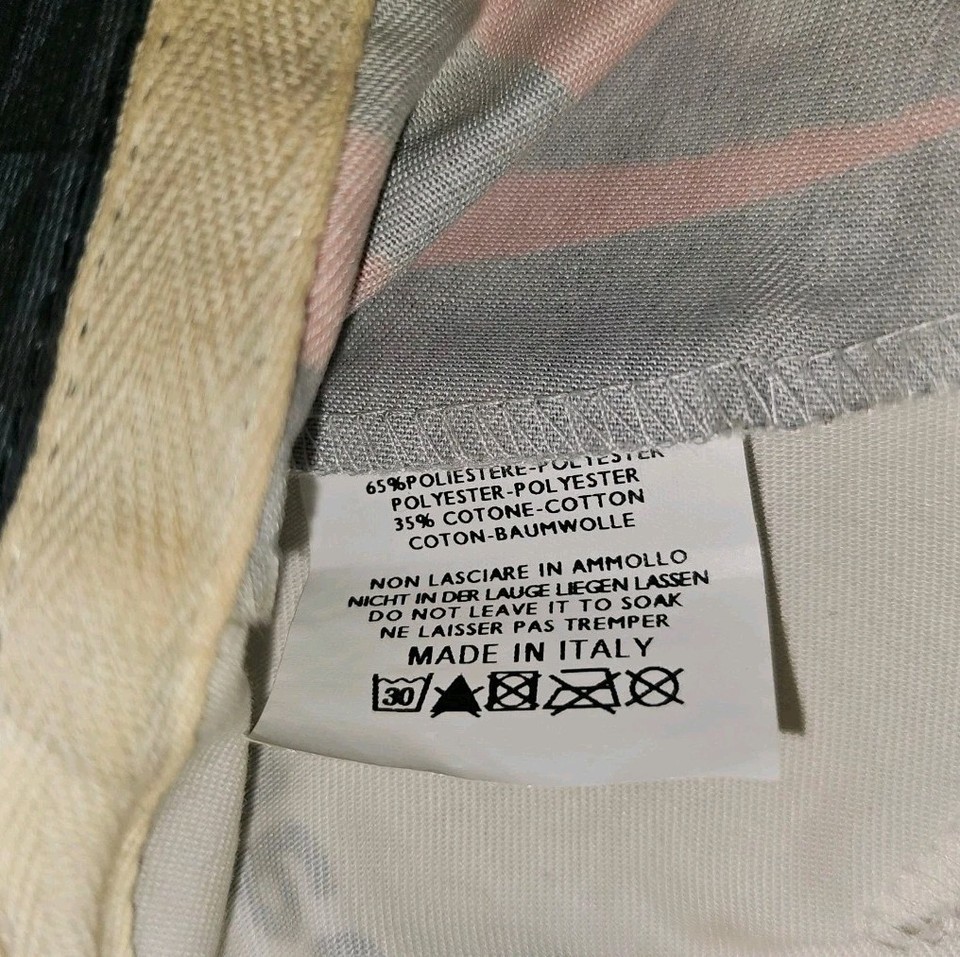 65%POLIESTERE-POLYESTER
POLYESTER-POLYESTER
35% COTONE-COTTON
COTON-BAUMWOLLE
NON LASCIARE IN AMMOLLO
NICHT IN DER LAUGE LIEGEN LASSEN
DO NOT LEAVE IT TO SOAK
NE LAISSER PAS TREMPER
MADE IN ITALY
30